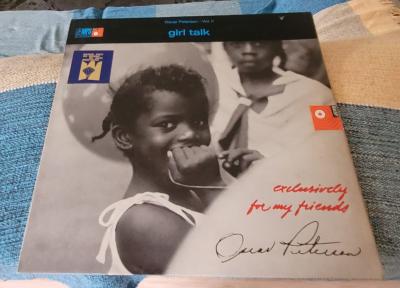 Oscar Peterson - Vol. II
girl talk
exclusively
for my friends
Oscar Peterson